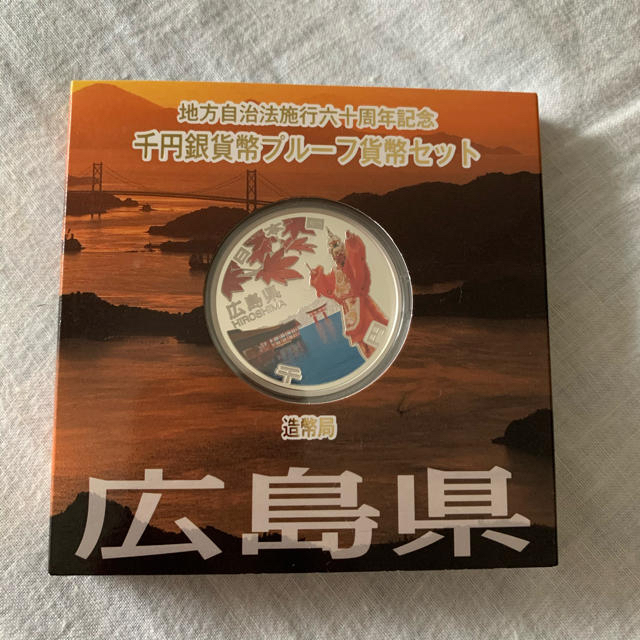 地方自治法施行六十周年記念
千円銀貨幣プルーフ貨幣セット
日本国
広島県
HIROSHIMA
千
円
造幣局
広島県